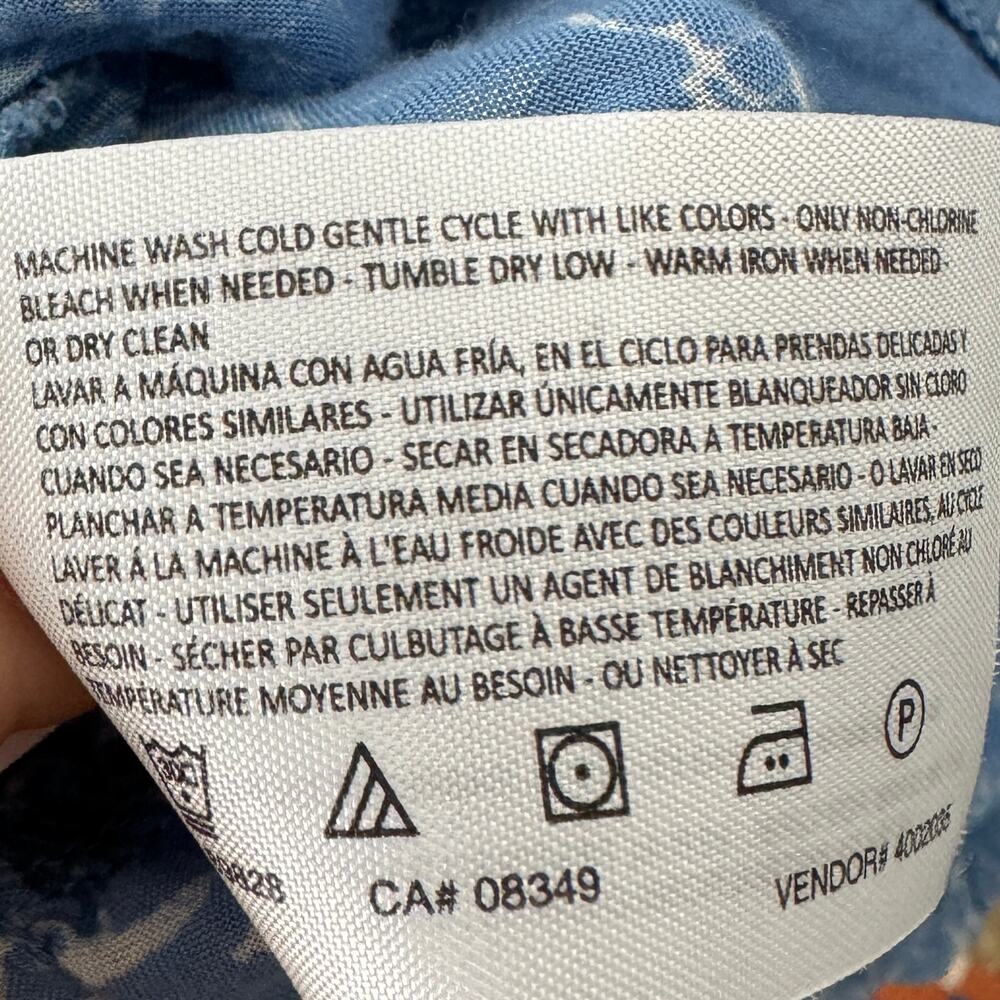 MACHINE WASH COLD GENTLE CYCLE WITH LIKE COLORS - ONLY NON-CHLORINE
BLEACH WHEN NEEDED - TUMBLE DRY LOW - WARM IRON WHEN NEEDED -
OR DRY CLEAN
LAVAR A MÁQUINA CON AGUA FRÍA, EN EL CICLO PARA PRENDAS DELICADAS Y
CON COLORES SIMILARES - UTILIZAR ÚNICAMENTE BLANQUEADOR SIN CLORO
CUANDO SEA NECESARIO - SECAR EN SECADORA A TEMPERATURA BAJA -
PLANCHAR A TEMPERATURA MEDIA CUANDO SEA NECESARIO - O LAVAR EN SECO
LAVER Á LA MACHINE À L'EAU FROIDE AVEC DES COULEURS SIMILAIRES, AU CYCLE
DÉLICAT - UTILISER SEULEMENT UN AGENT DE BLANCHIMENT NON CHLORÉ AU
BESOIN - SÉCHER PAR CULBUTAGE À BASSE TEMPÉRATURE - REPASSER À
TEMPÉRATURE MOYENNE AU BESOIN - OU NETTOYER À SEC
P
CA# 08349
VENDOR# 4002035